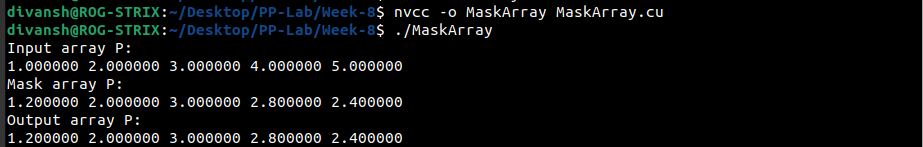 divansh@ROG-STRIX:~/Desktop/PP-Lab/Week-8$ nvcc -o MaskArray MaskArray.cu
divansh@ROG-STRIX:~/Desktop/PP-Lab/Week-8$ ./MaskArray
Input array P:
1.000000 2.000000 3.000000 4.000000 5.000000
Mask array P:
1.200000 2.000000 3.000000 2.800000 2.400000
Output array P:
1.200000 2.000000 3.000000 2.800000 2.400000